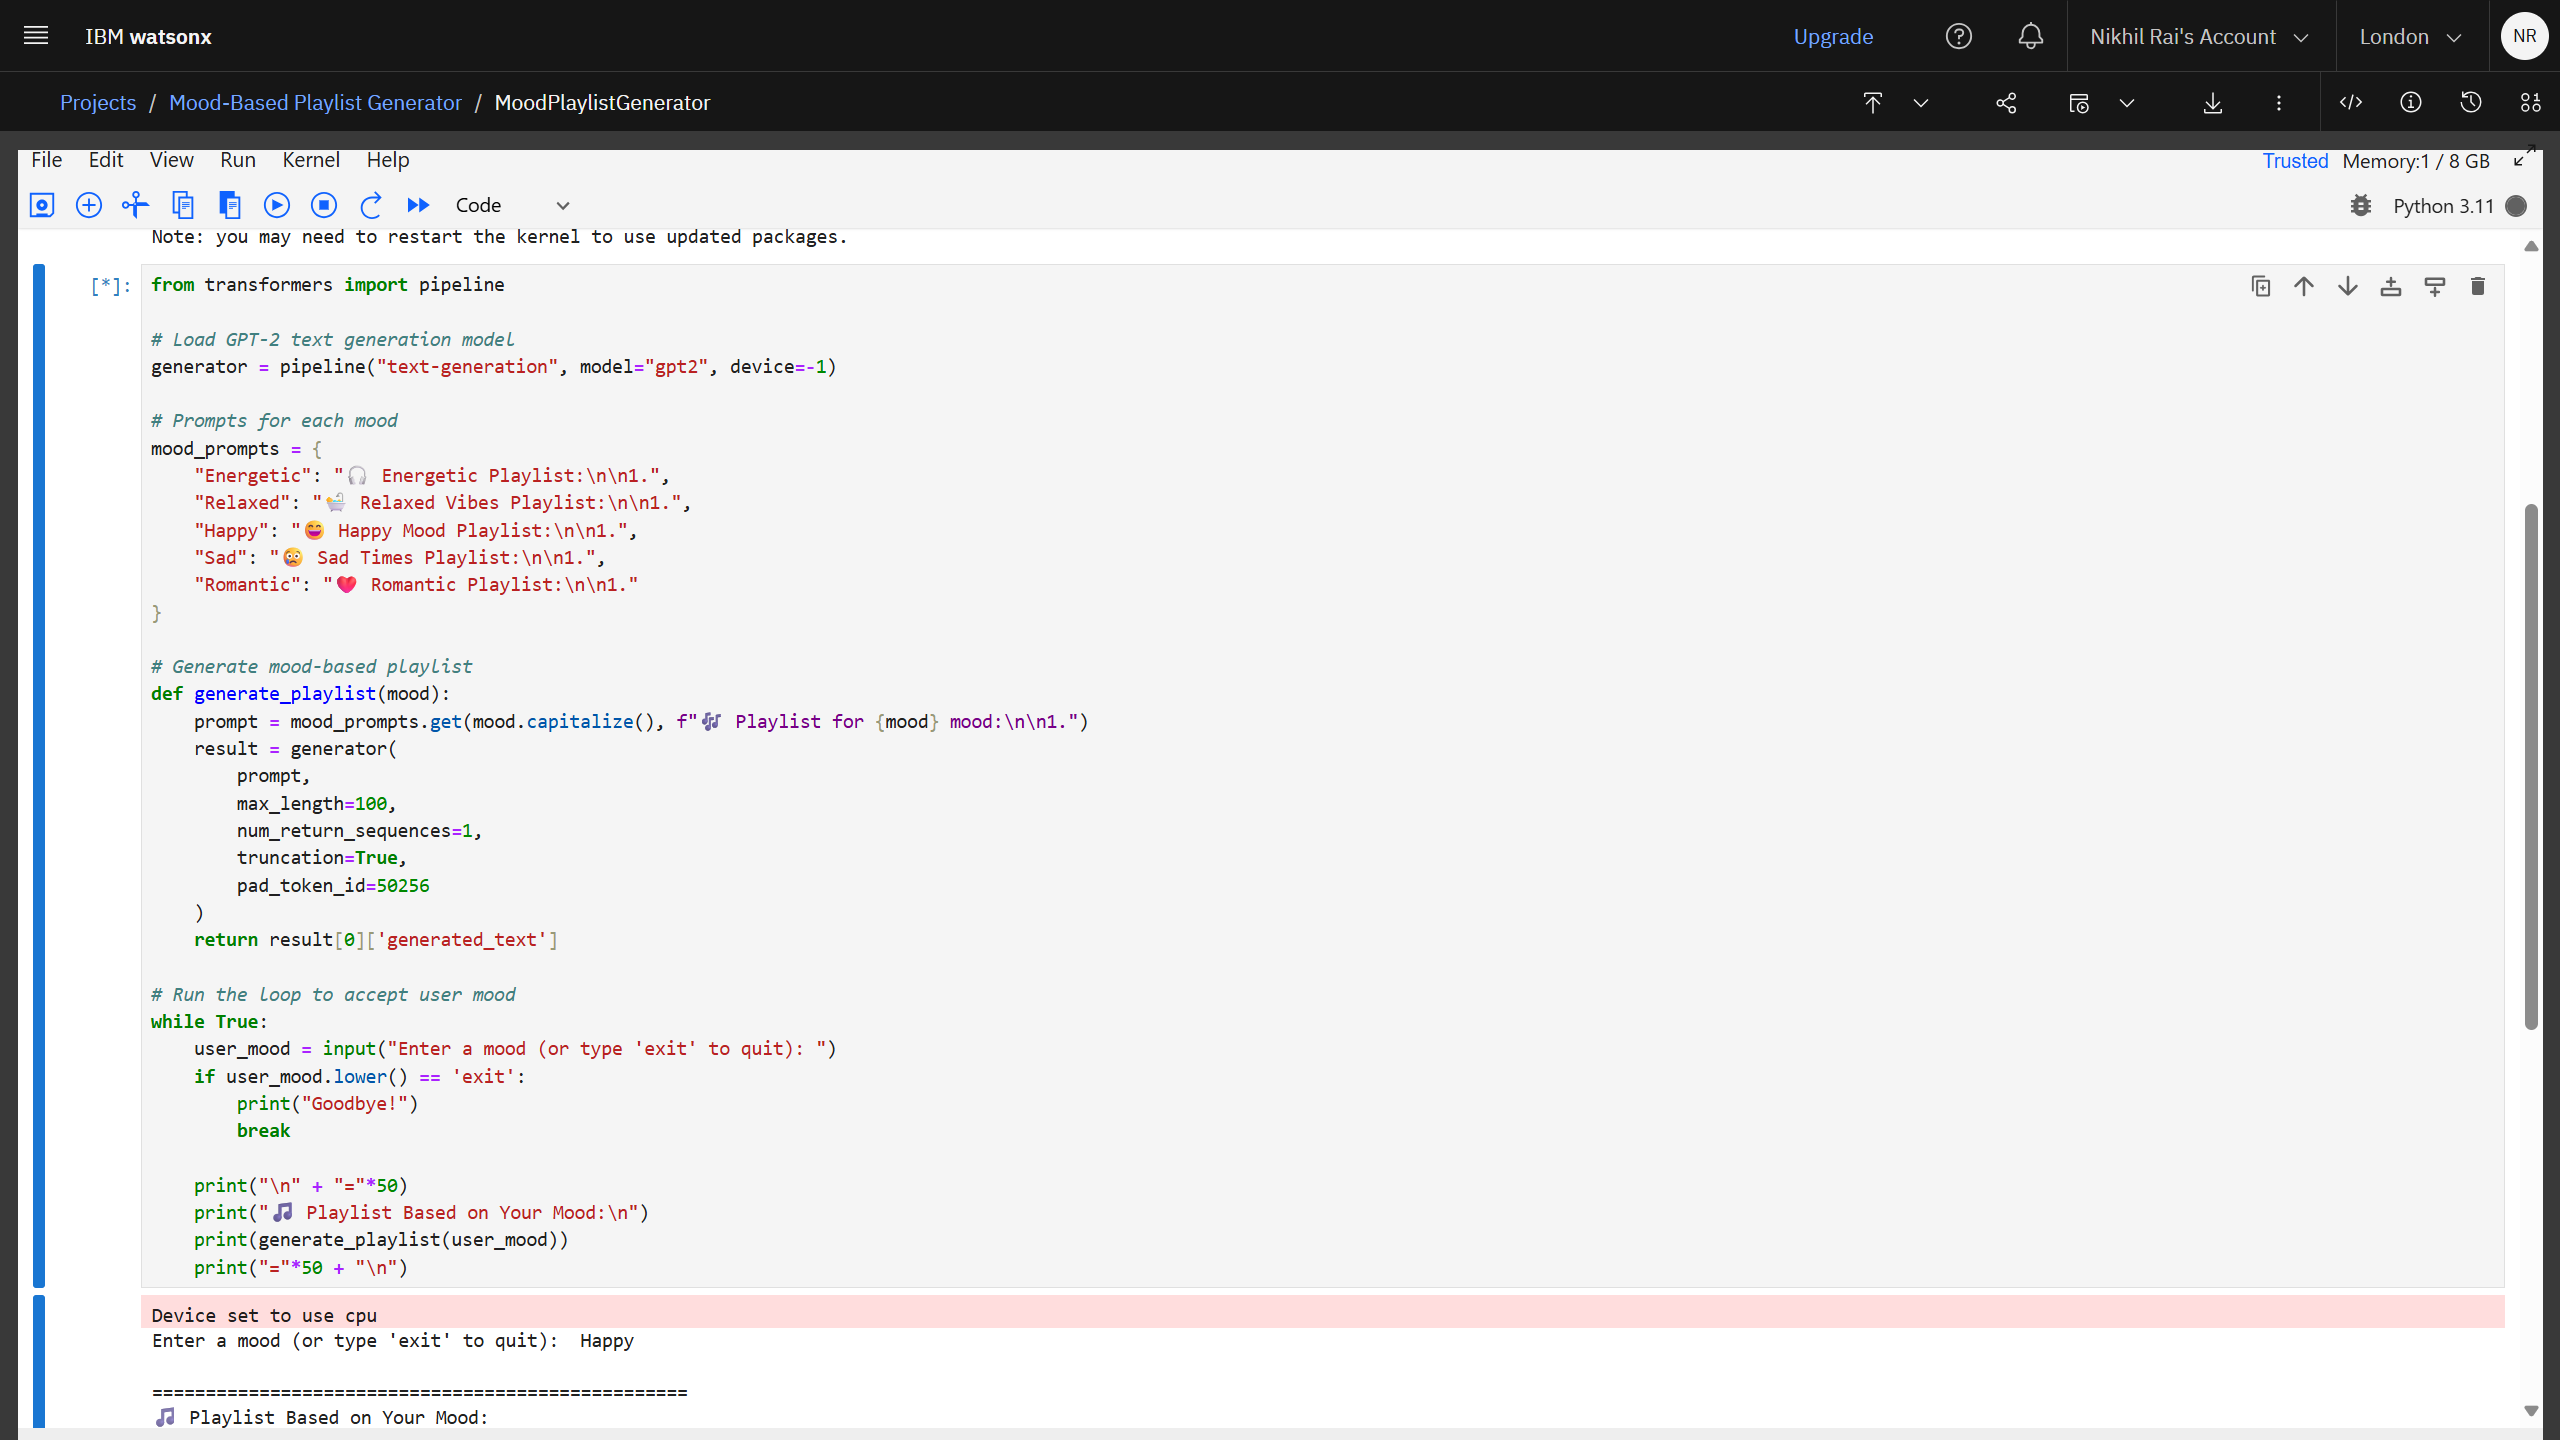 IBM watsonx
Upgrade
Nikhil Rai's Account
London
NR
Projects / Mood-Based Playlist Generator / MoodPlaylistGenerator
File Edit View Run Kernel Help
Trusted Memory:1 / 8 GB
Code
Python 3.11
Note: you may need to restart the kernel to use updated packages.
[*]:
from transformers import pipeline
# Load GPT-2 text generation model
generator = pipeline("text-generation", model="gpt2", device=-1)
# Prompts for each mood
mood_prompts = {
    "Energetic": "🎧 Energetic Playlist:\n\n1.",
    "Relaxed": "🛀 Relaxed Vibes Playlist:\n\n1.",
    "Happy": "😄 Happy Mood Playlist:\n\n1.",
    "Sad": "😢 Sad Times Playlist:\n\n1.",
    "Romantic": "❤️ Romantic Playlist:\n\n1."
}
# Generate mood-based playlist
def generate_playlist(mood):
    prompt = mood_prompts.get(mood.capitalize(), f"🎶 Playlist for {mood} mood:\n\n1.")
    result = generator(
        prompt,
        max_length=100,
        num_return_sequences=1,
        truncation=True,
        pad_token_id=50256
    )
    return result[0]['generated_text']
# Run the loop to accept user mood
while True:
    user_mood = input("Enter a mood (or type 'exit' to quit): ")
    if user_mood.lower() == 'exit':
        print("Goodbye!")
        break
    print("\n" + "="*50)
    print("🎵 Playlist Based on Your Mood:\n")
    print(generate_playlist(user_mood))
    print("="*50 + "\n")
Device set to use cpu
Enter a mood (or type 'exit' to quit):  Happy
==================================================
🎵 Playlist Based on Your Mood: